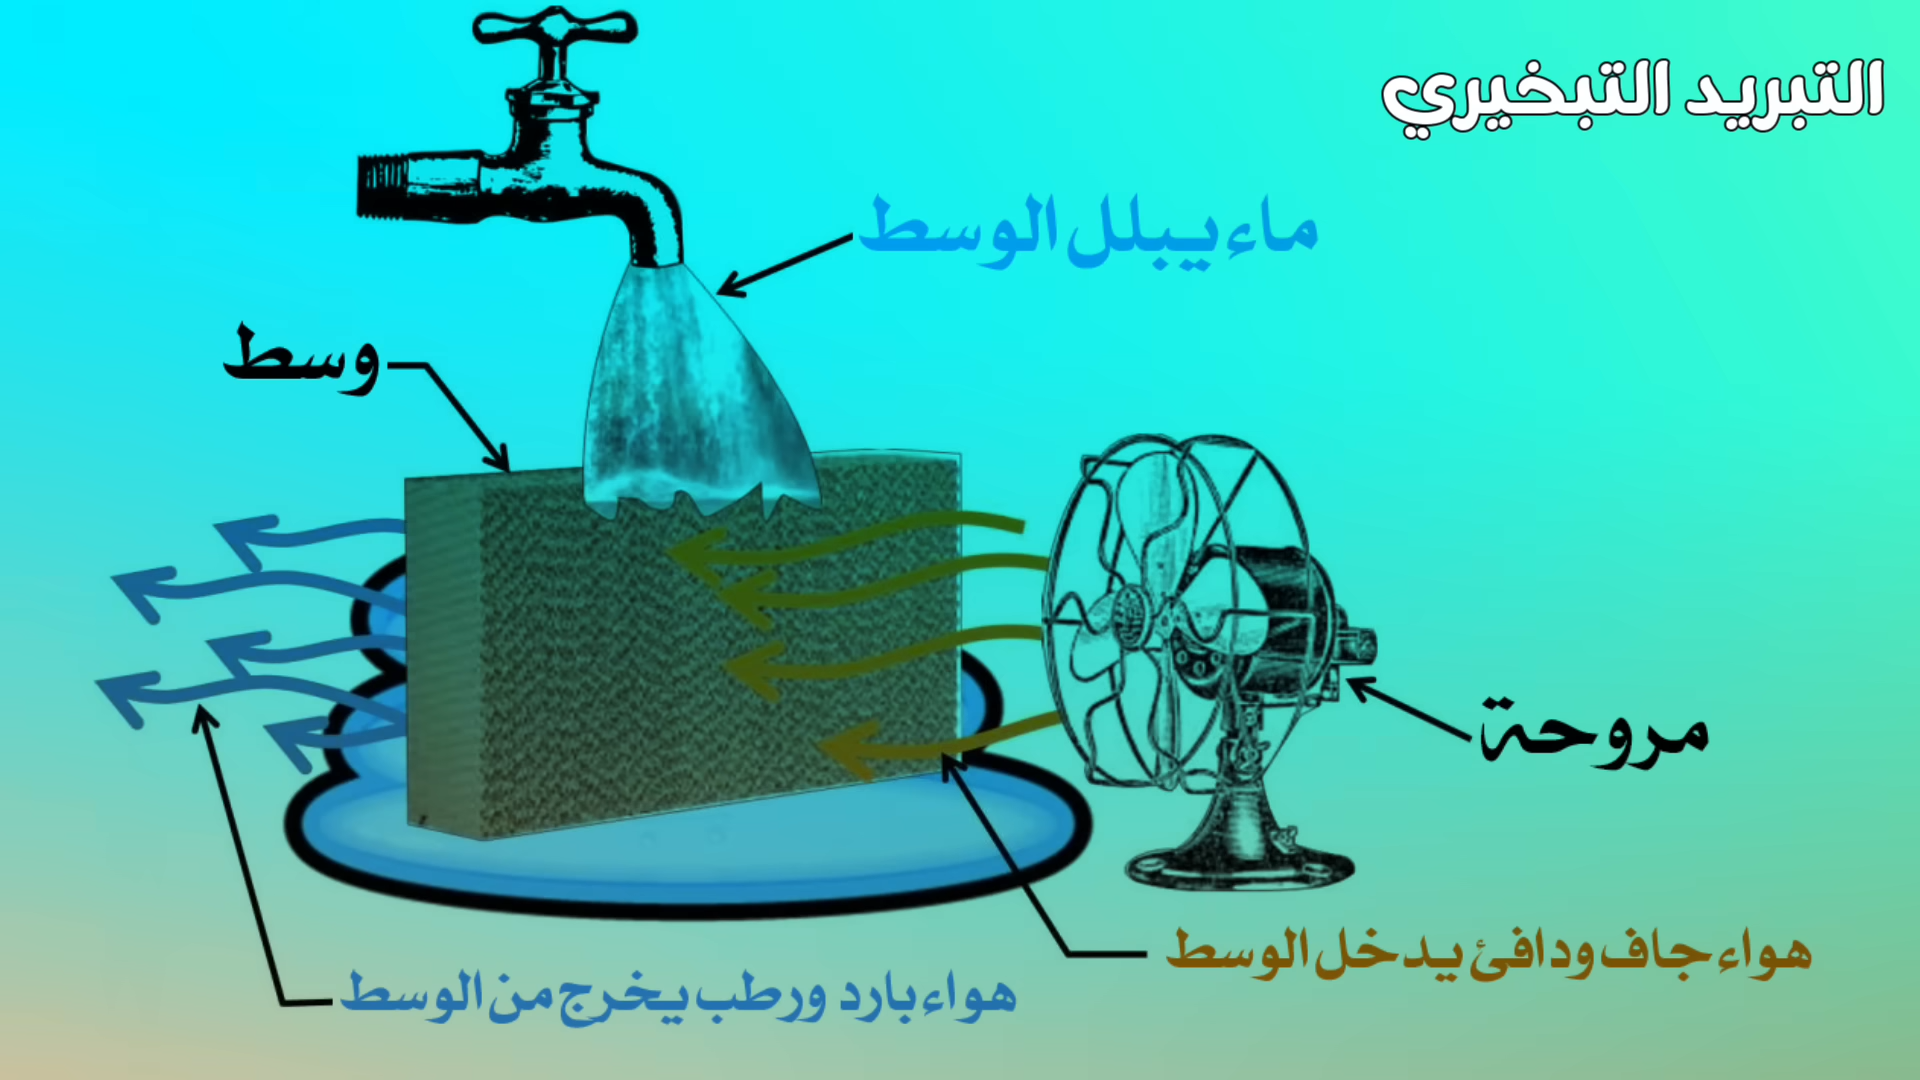 التبريد التبخيري
ماء يبلل الوسط
وسط
مروحة
هواء جاف ودافئ يدخل الوسط
هواء بارد ورطب يخرج من الوسط